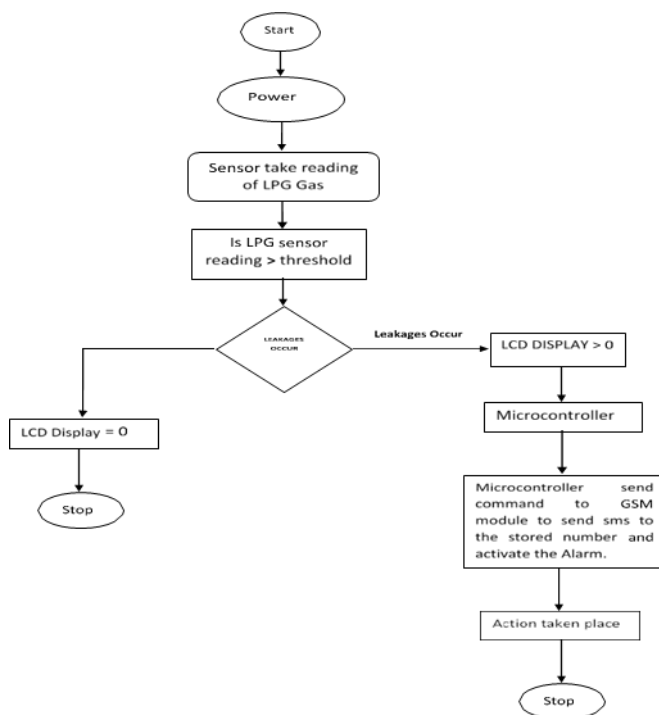 Start
Power
Sensor take reading
of LPG Gas
Is LPG sensor
reading > threshold
LEAKAGES
OCCUR
Leakages Occur
LCD DISPLAY > 0
LCD Display = 0
Microcontroller
Stop
Microcontroller send
command to GSM
module to send sms to
the stored number and
activate the Alarm.
Action taken place
Stop